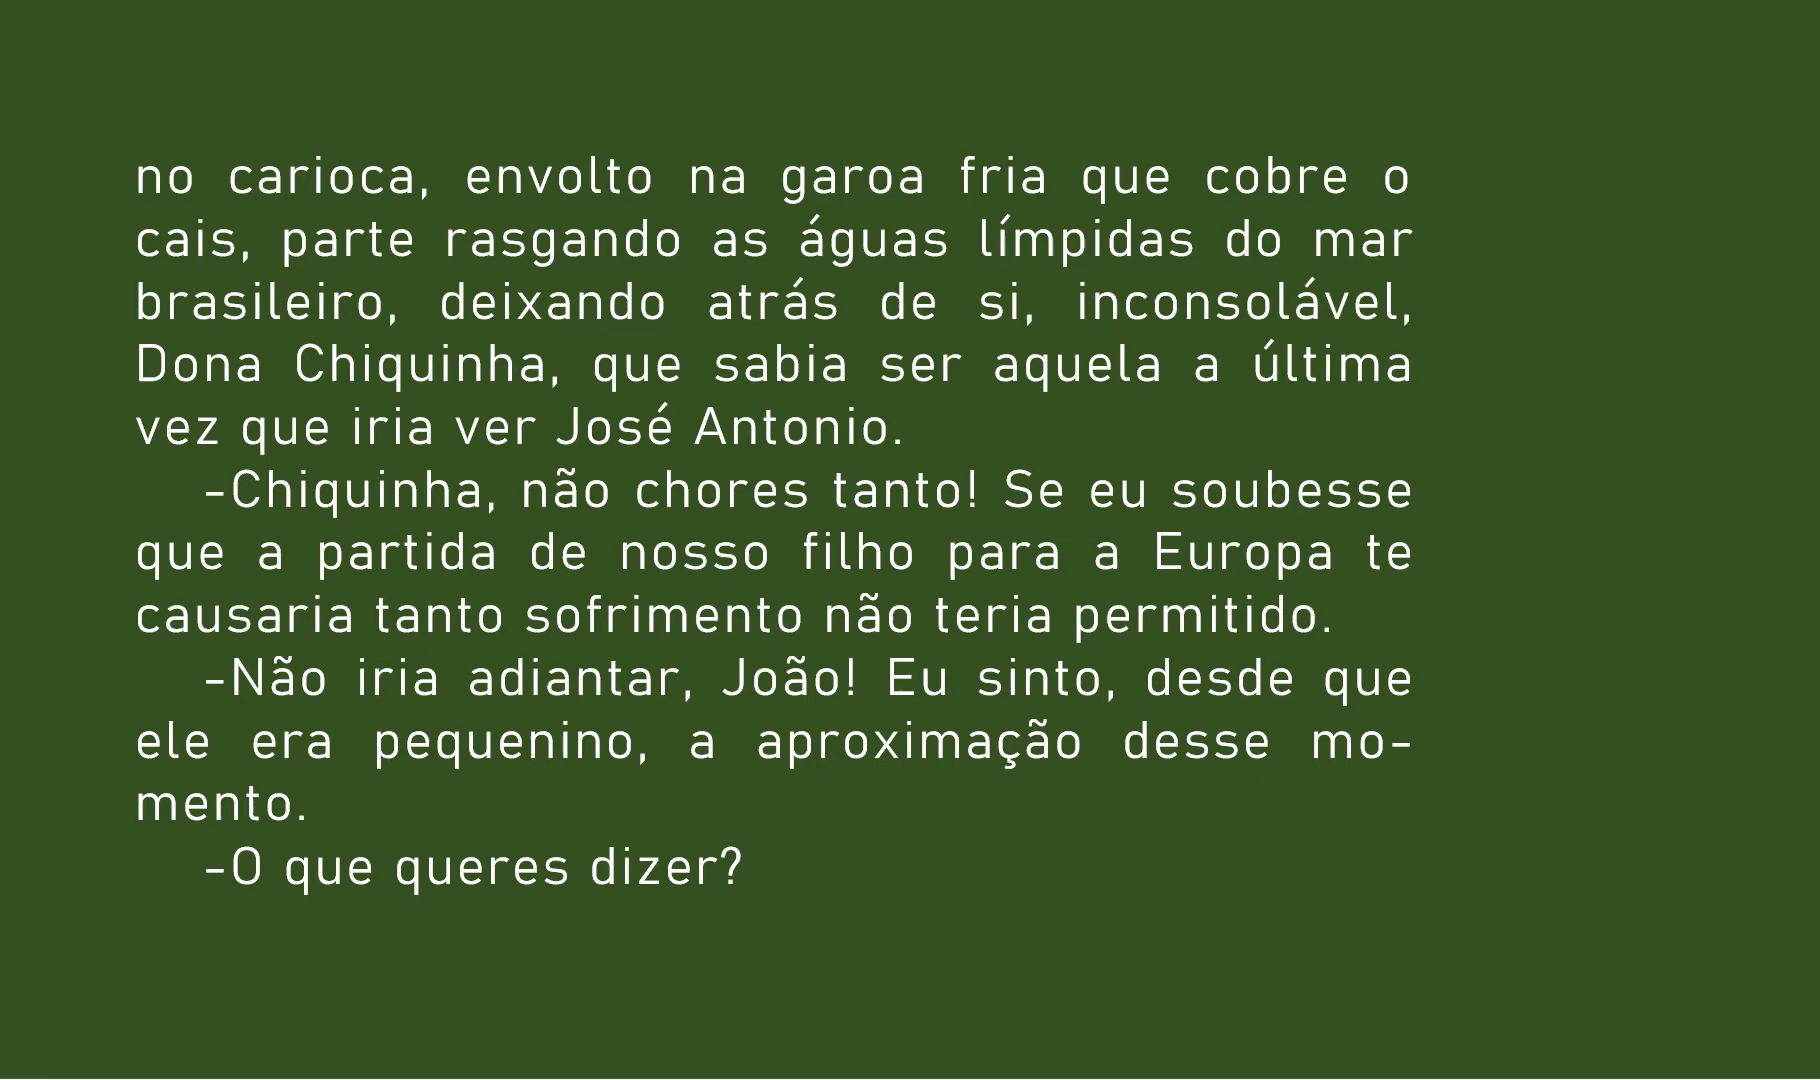 no carioca, envolto na garoa fria que cobre o
cais, parte rasgando as águas límpidas do mar
brasileiro, deixando atrás de si, inconsolável,
Dona Chiquinha, que sabia ser aquela a última
vez que iria ver José Antonio.
-Chiquinha, não chores tanto! Se eu soubesse
que a partida de nosso filho para a Europa te
causaria tanto sofrimento não teria permitido.
-Não iria adiantar, João! Eu sinto, desde que
ele era pequenino, a aproximação desse mo-
mento.
-O que queres dizer?